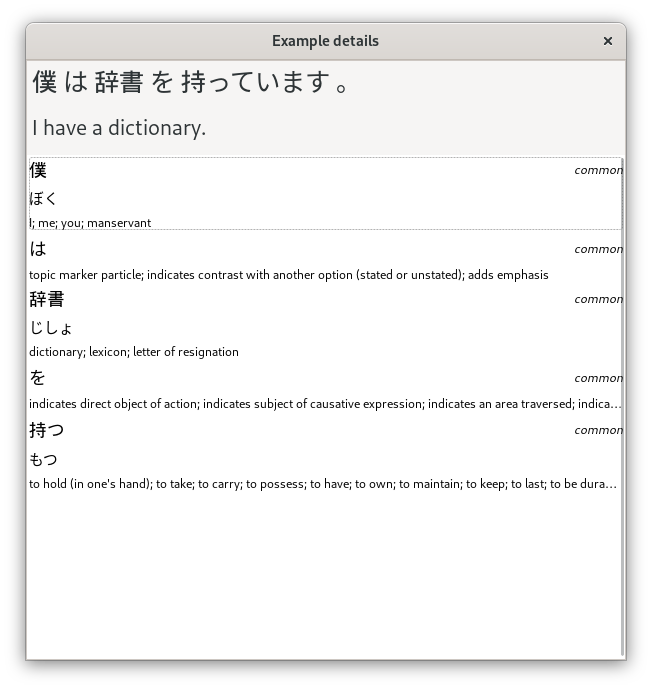 Example details
僕 は 辞書 を 持っています 。
I have a dictionary.
僕 common
ぼく
I; me; you; manservant
は common
topic marker particle; indicates contrast with another option (stated or unstated); adds emphasis
辞書 common
じしょ
dictionary; lexicon; letter of resignation
を common
indicates direct object of action; indicates subject of causative expression; indicates an area traversed; indica…
持つ common
もつ
to hold (in one's hand); to take; to carry; to possess; to have; to own; to maintain; to keep; to last; to be dura…